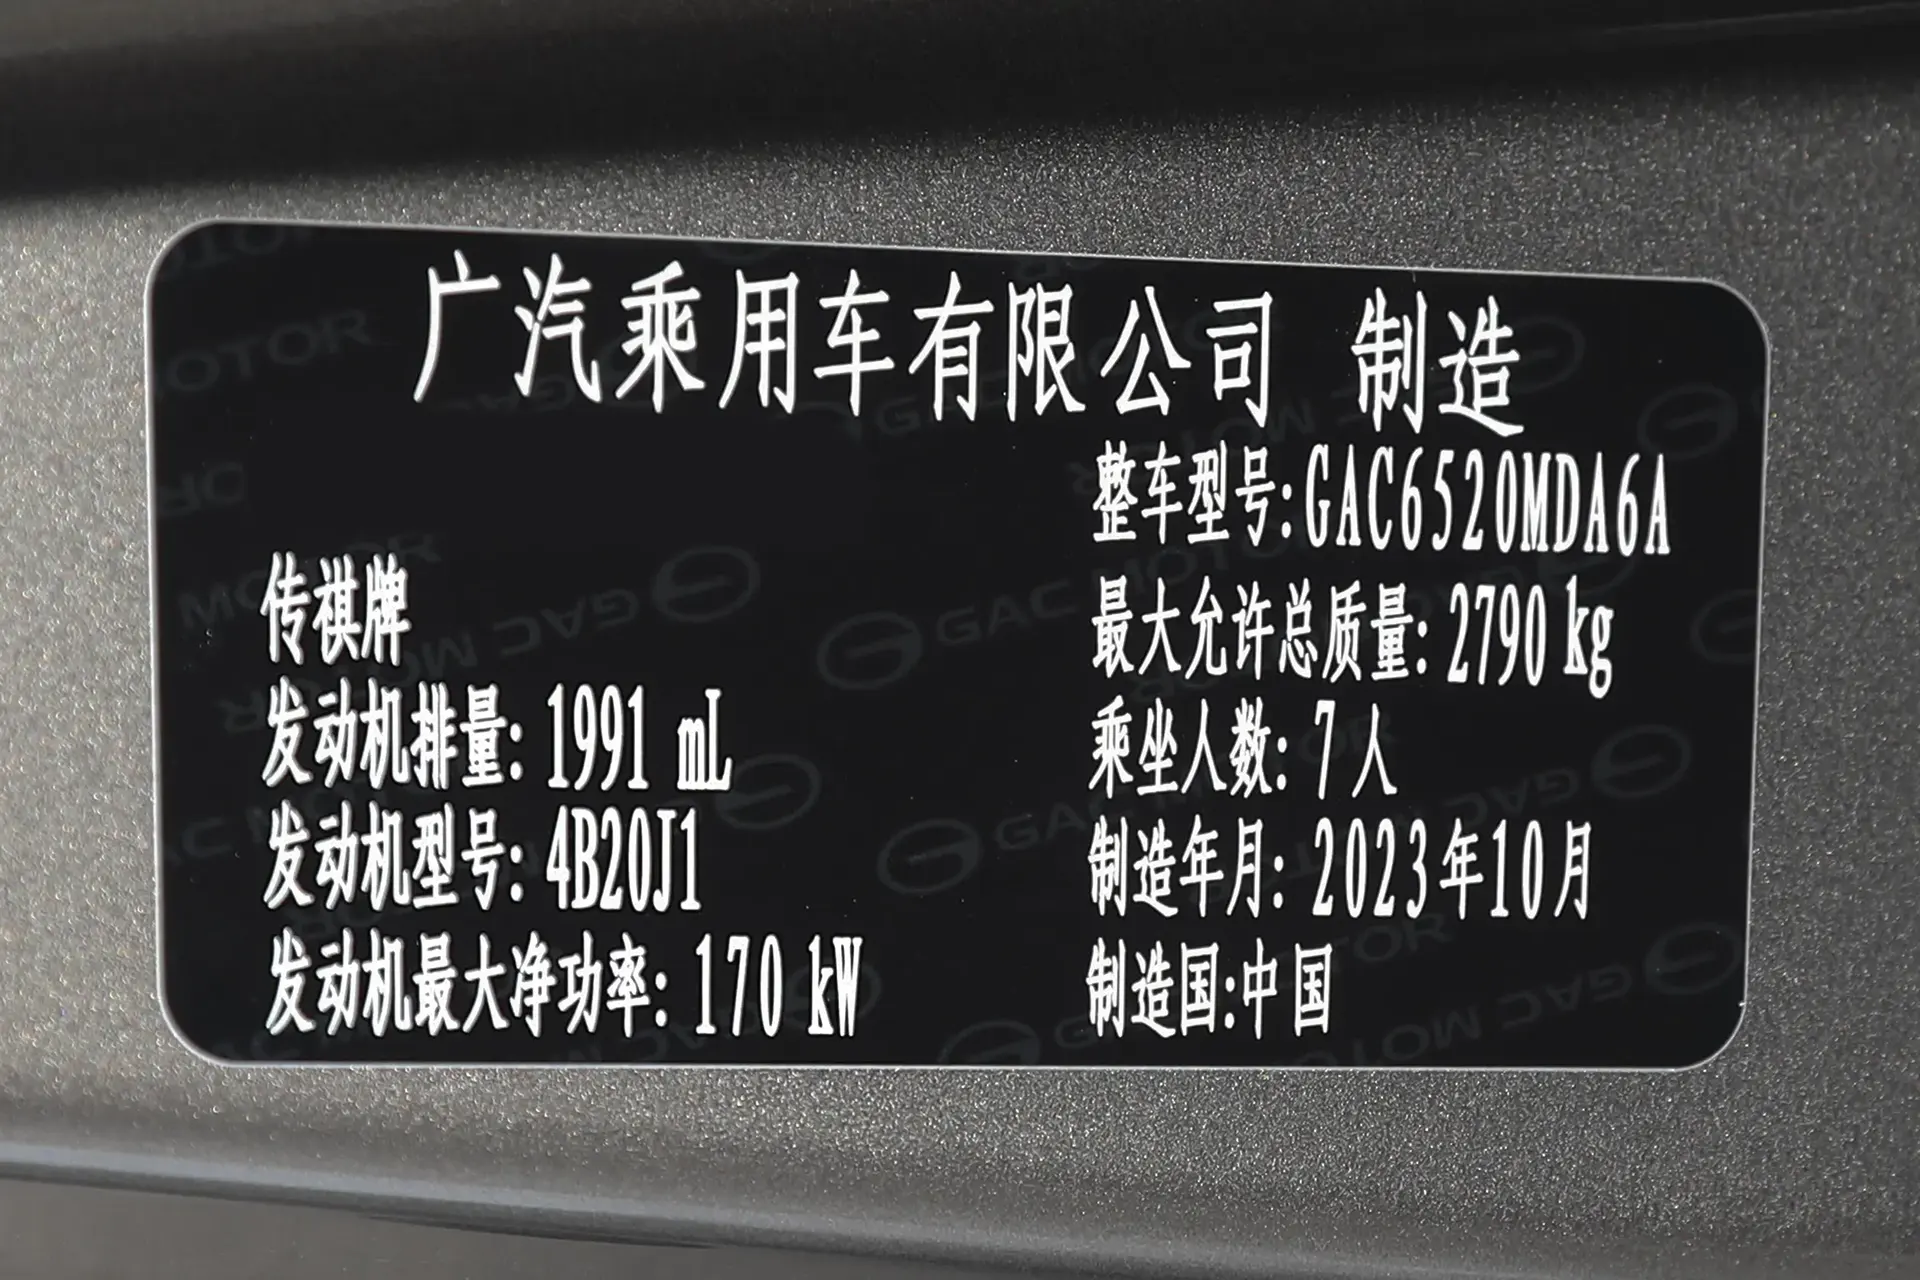 广汽乘用车有限公司 制造
整车型号:GAC6520MDA6A
传祺牌
最大允许总质量: 2790 kg
发动机排量: 1991 mL
乘坐人数: 7人
发动机型号: 4B20J1
制造年月: 2023年10月
发动机最大净功率: 170 kW
制造国:中国